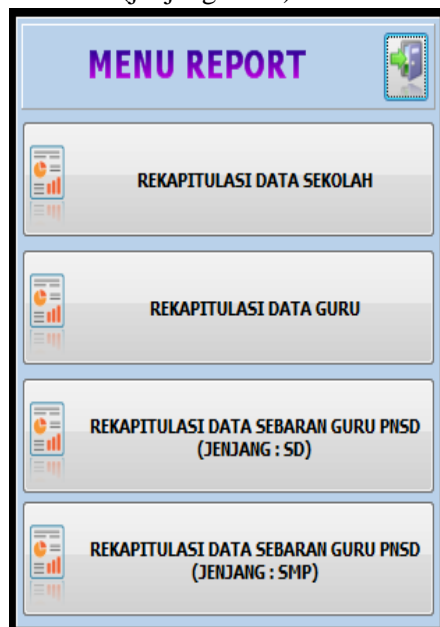 MENU REPORT
REKAPITULASI DATA SEKOLAH
REKAPITULASI DATA GURU
REKAPITULASI DATA SEBARAN GURU PNSD
(JENJANG : SD)
REKAPITULASI DATA SEBARAN GURU PNSD
(JENJANG : SMP)